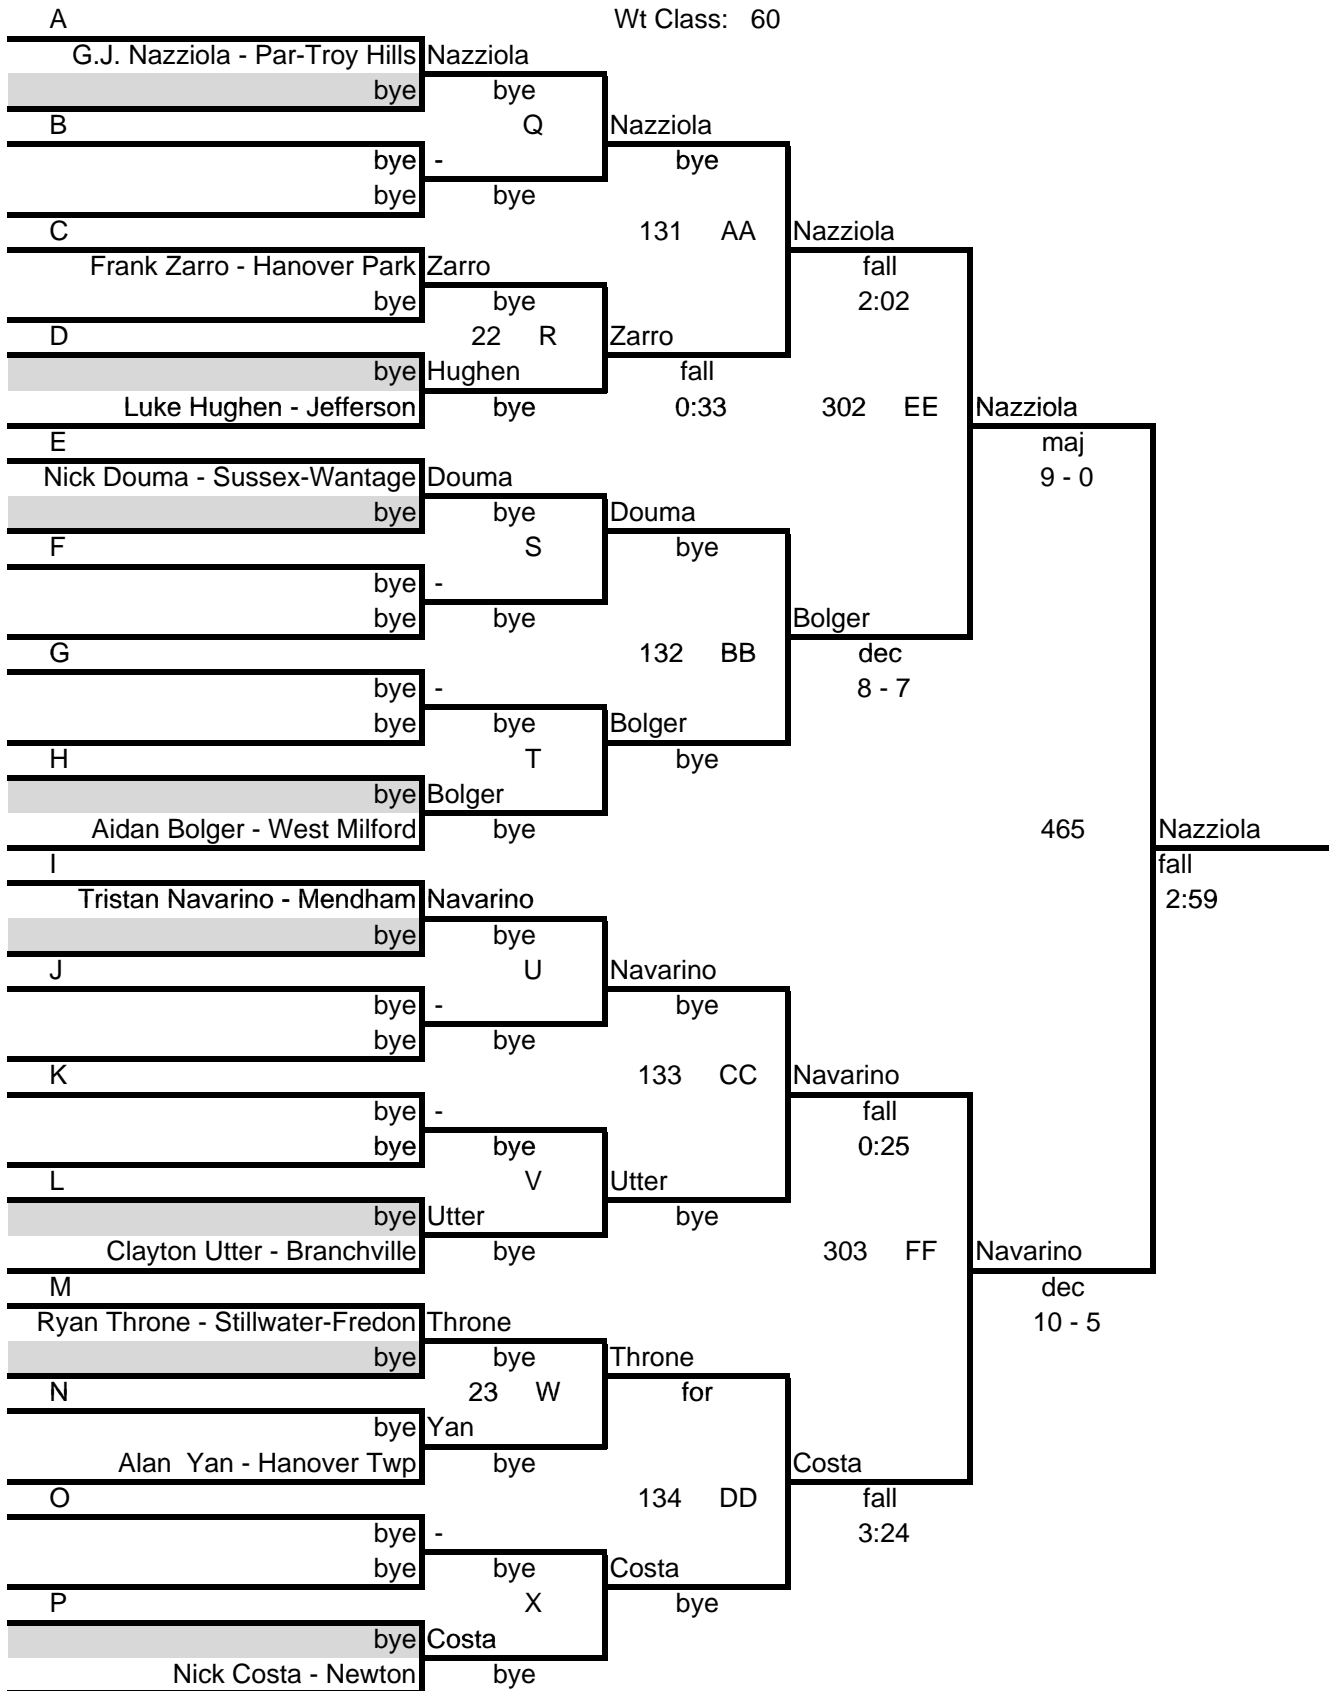 A Wt Class: 60
G.J. Nazziola - Par-Troy Hills Nazziola
bye bye
B Q Nazziola
bye - bye
bye bye
C 131 AA Nazziola
Frank Zarro - Hanover Park Zarro fall
bye bye 2:02
D 22 R Zarro
bye Hughen fall
Luke Hughen - Jefferson bye 0:33 302 EE Nazziola
E maj
Nick Douma - Sussex-Wantage Douma 9 - 0
bye bye Douma
F S bye
bye -
bye bye Bolger
G 132 BB dec
bye - 8 - 7
bye bye Bolger
H T bye
bye Bolger
Aidan Bolger - West Milford bye 465 Nazziola
I fall
Tristan Navarino - Mendham Navarino 2:59
bye bye
J U Navarino
bye - bye
bye bye
K 133 CC Navarino
bye - fall
bye bye 0:25
L V Utter
bye Utter bye
Clayton Utter - Branchville bye 303 FF Navarino
M dec
Ryan Throne - Stillwater-Fredon Throne 10 - 5
bye bye Throne
N 23 W for
bye Yan
Alan Yan - Hanover Twp bye Costa
O 134 DD fall
bye - 3:24
bye bye Costa
P X bye
bye Costa
Nick Costa - Newton bye